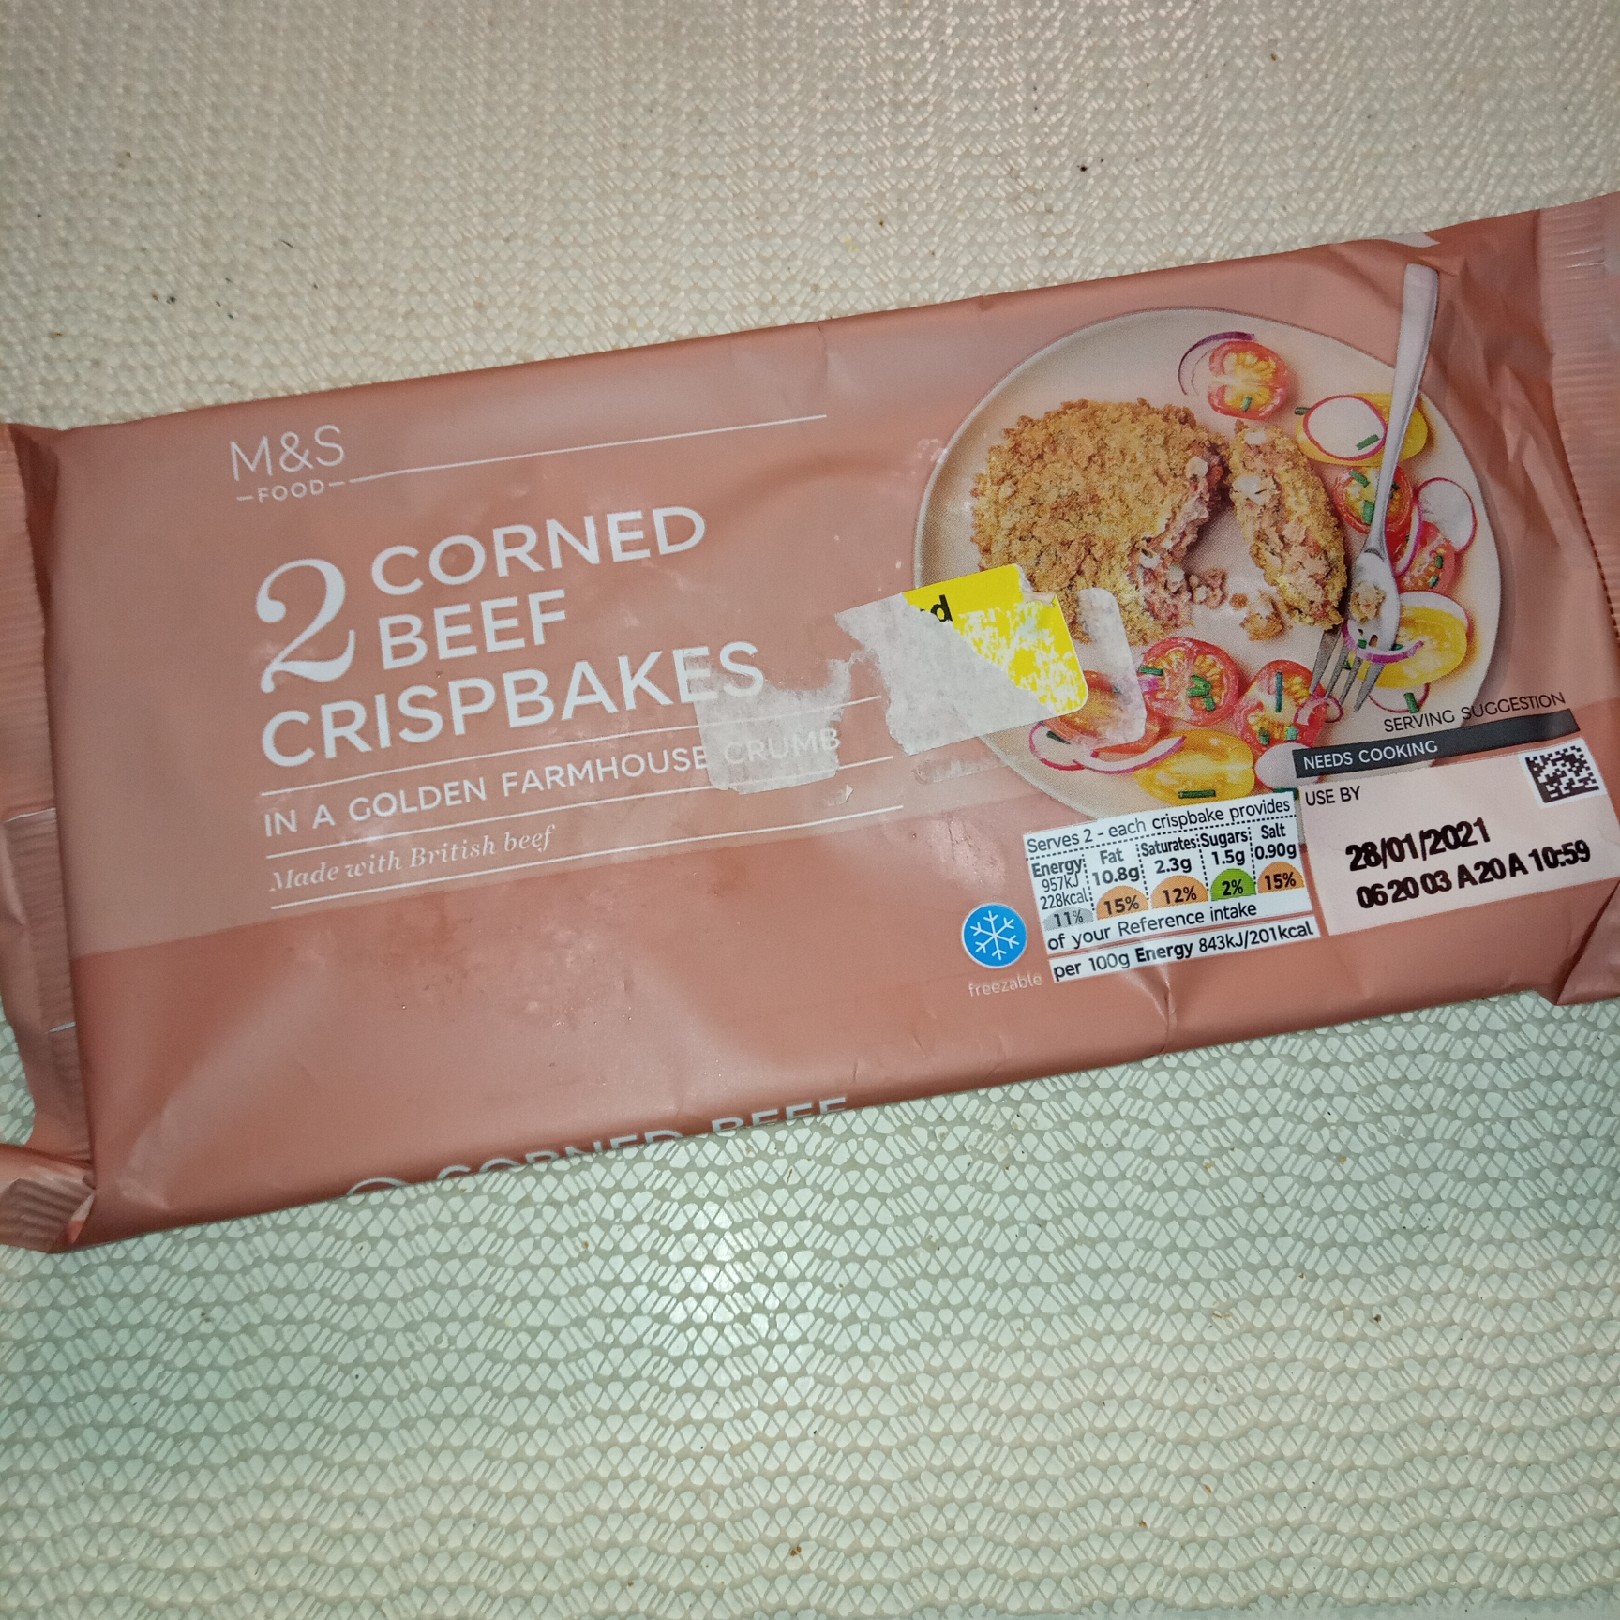 M&S
FOOD
2 CORNED
BEEF
CRISPBAKES
IN A GOLDEN FARMHOUSE CRUMB
Made with British beef
d
SERVING SUGGESTION
NEEDS COOKING
USE BY
28/01/2021
06 20 03 A20A 10:59
Serves 2 - each crispbake provides
Energy Fat Saturates Sugars Salt
957kJ 10.8g 2.3g 1.5g 0.90g
228kcal
11% 15% 12% 2% 15%
of your Reference intake
per 100g Energy 843kJ/201kcal
freezable
CORNED BEEF